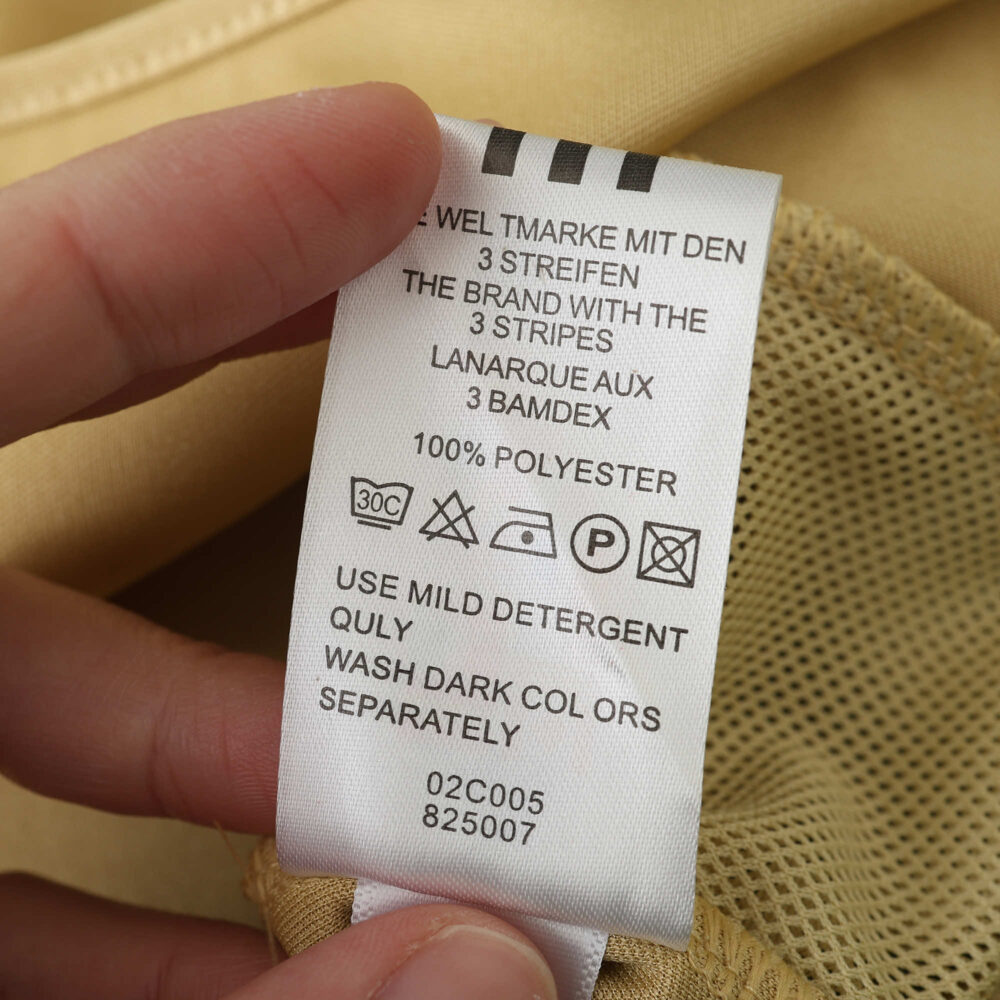 WEL TMARKE MIT DEN
3 STREIFEN
THE BRAND WITH THE
3 STRIPES
LANARQUE AUX
3 BAMDEX
100% POLYESTER
30C P
USE MILD DETERGENT
QULY
WASH DARK COL ORS
SEPARATELY
02C005
825007